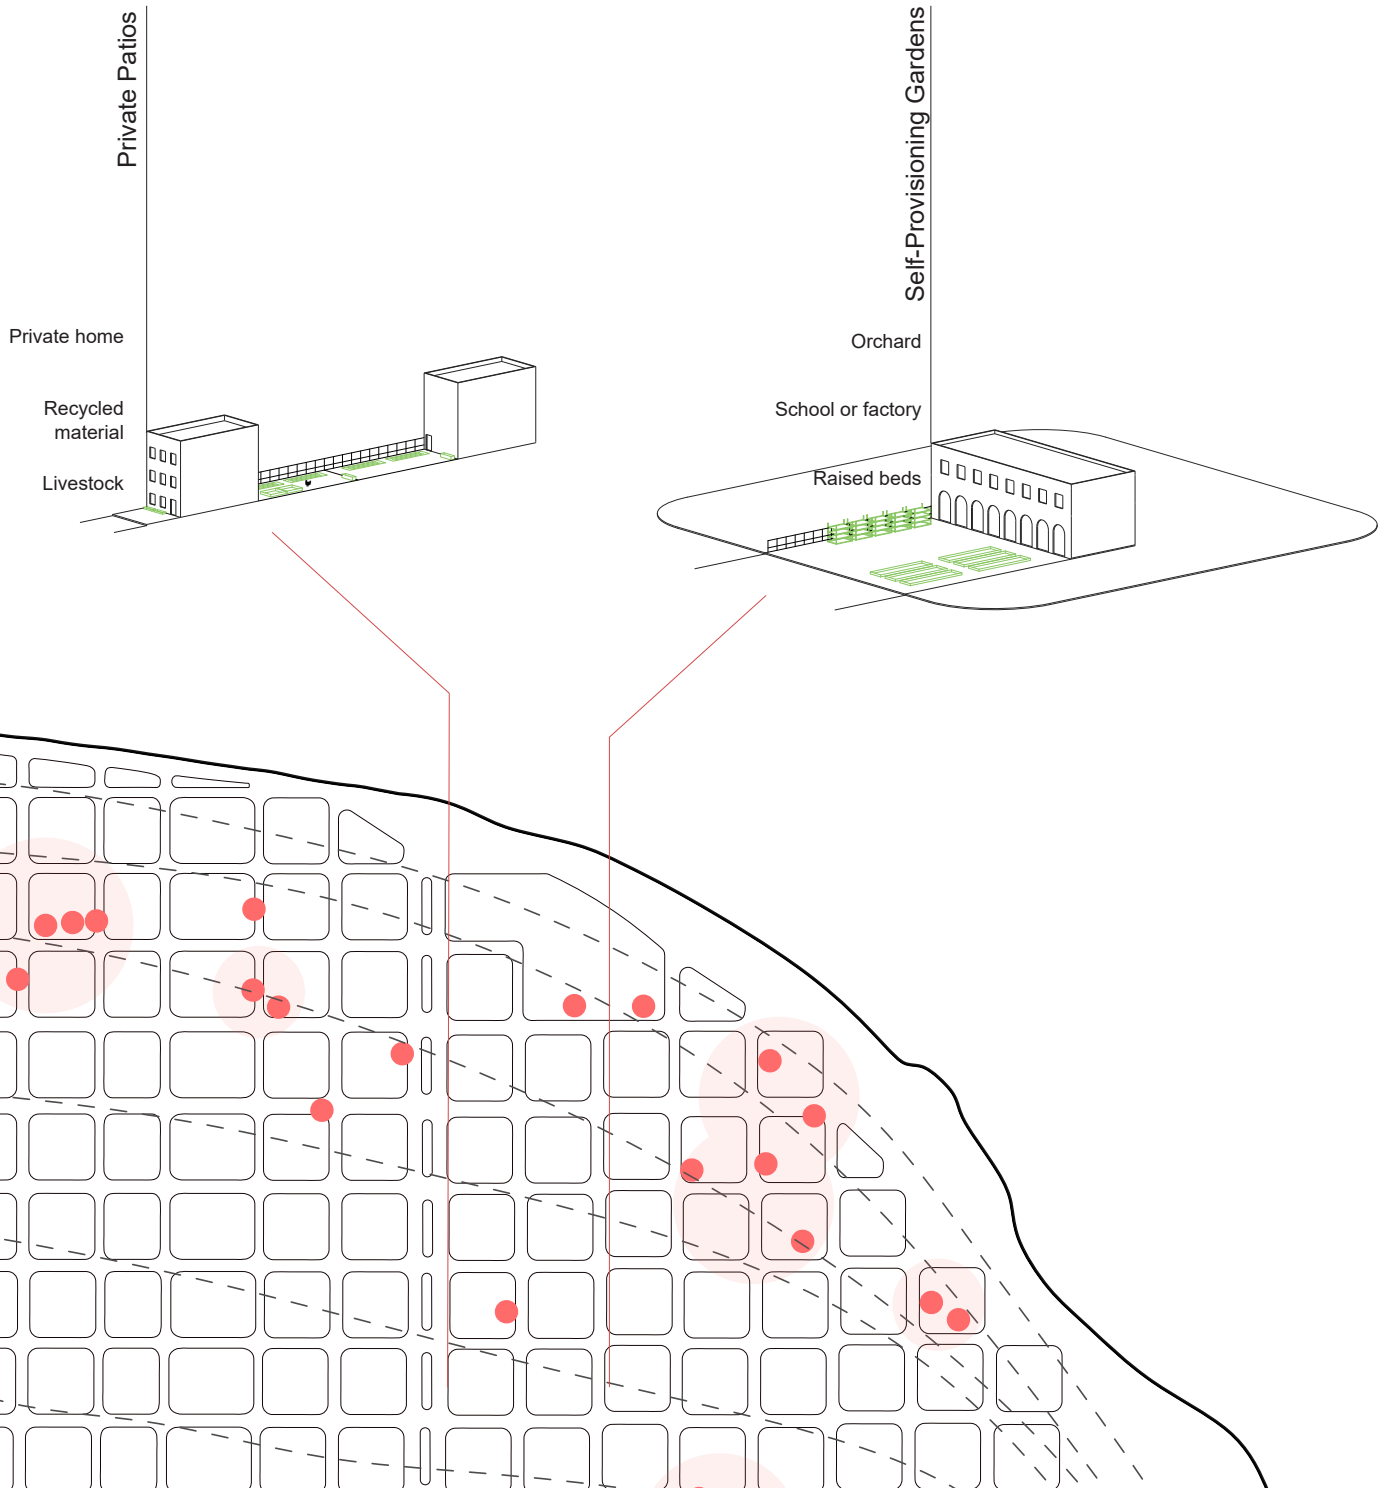 Private Patios
Private home
Recycled
material
Livestock
Self-Provisioning Gardens
Orchard
School or factory
Raised beds